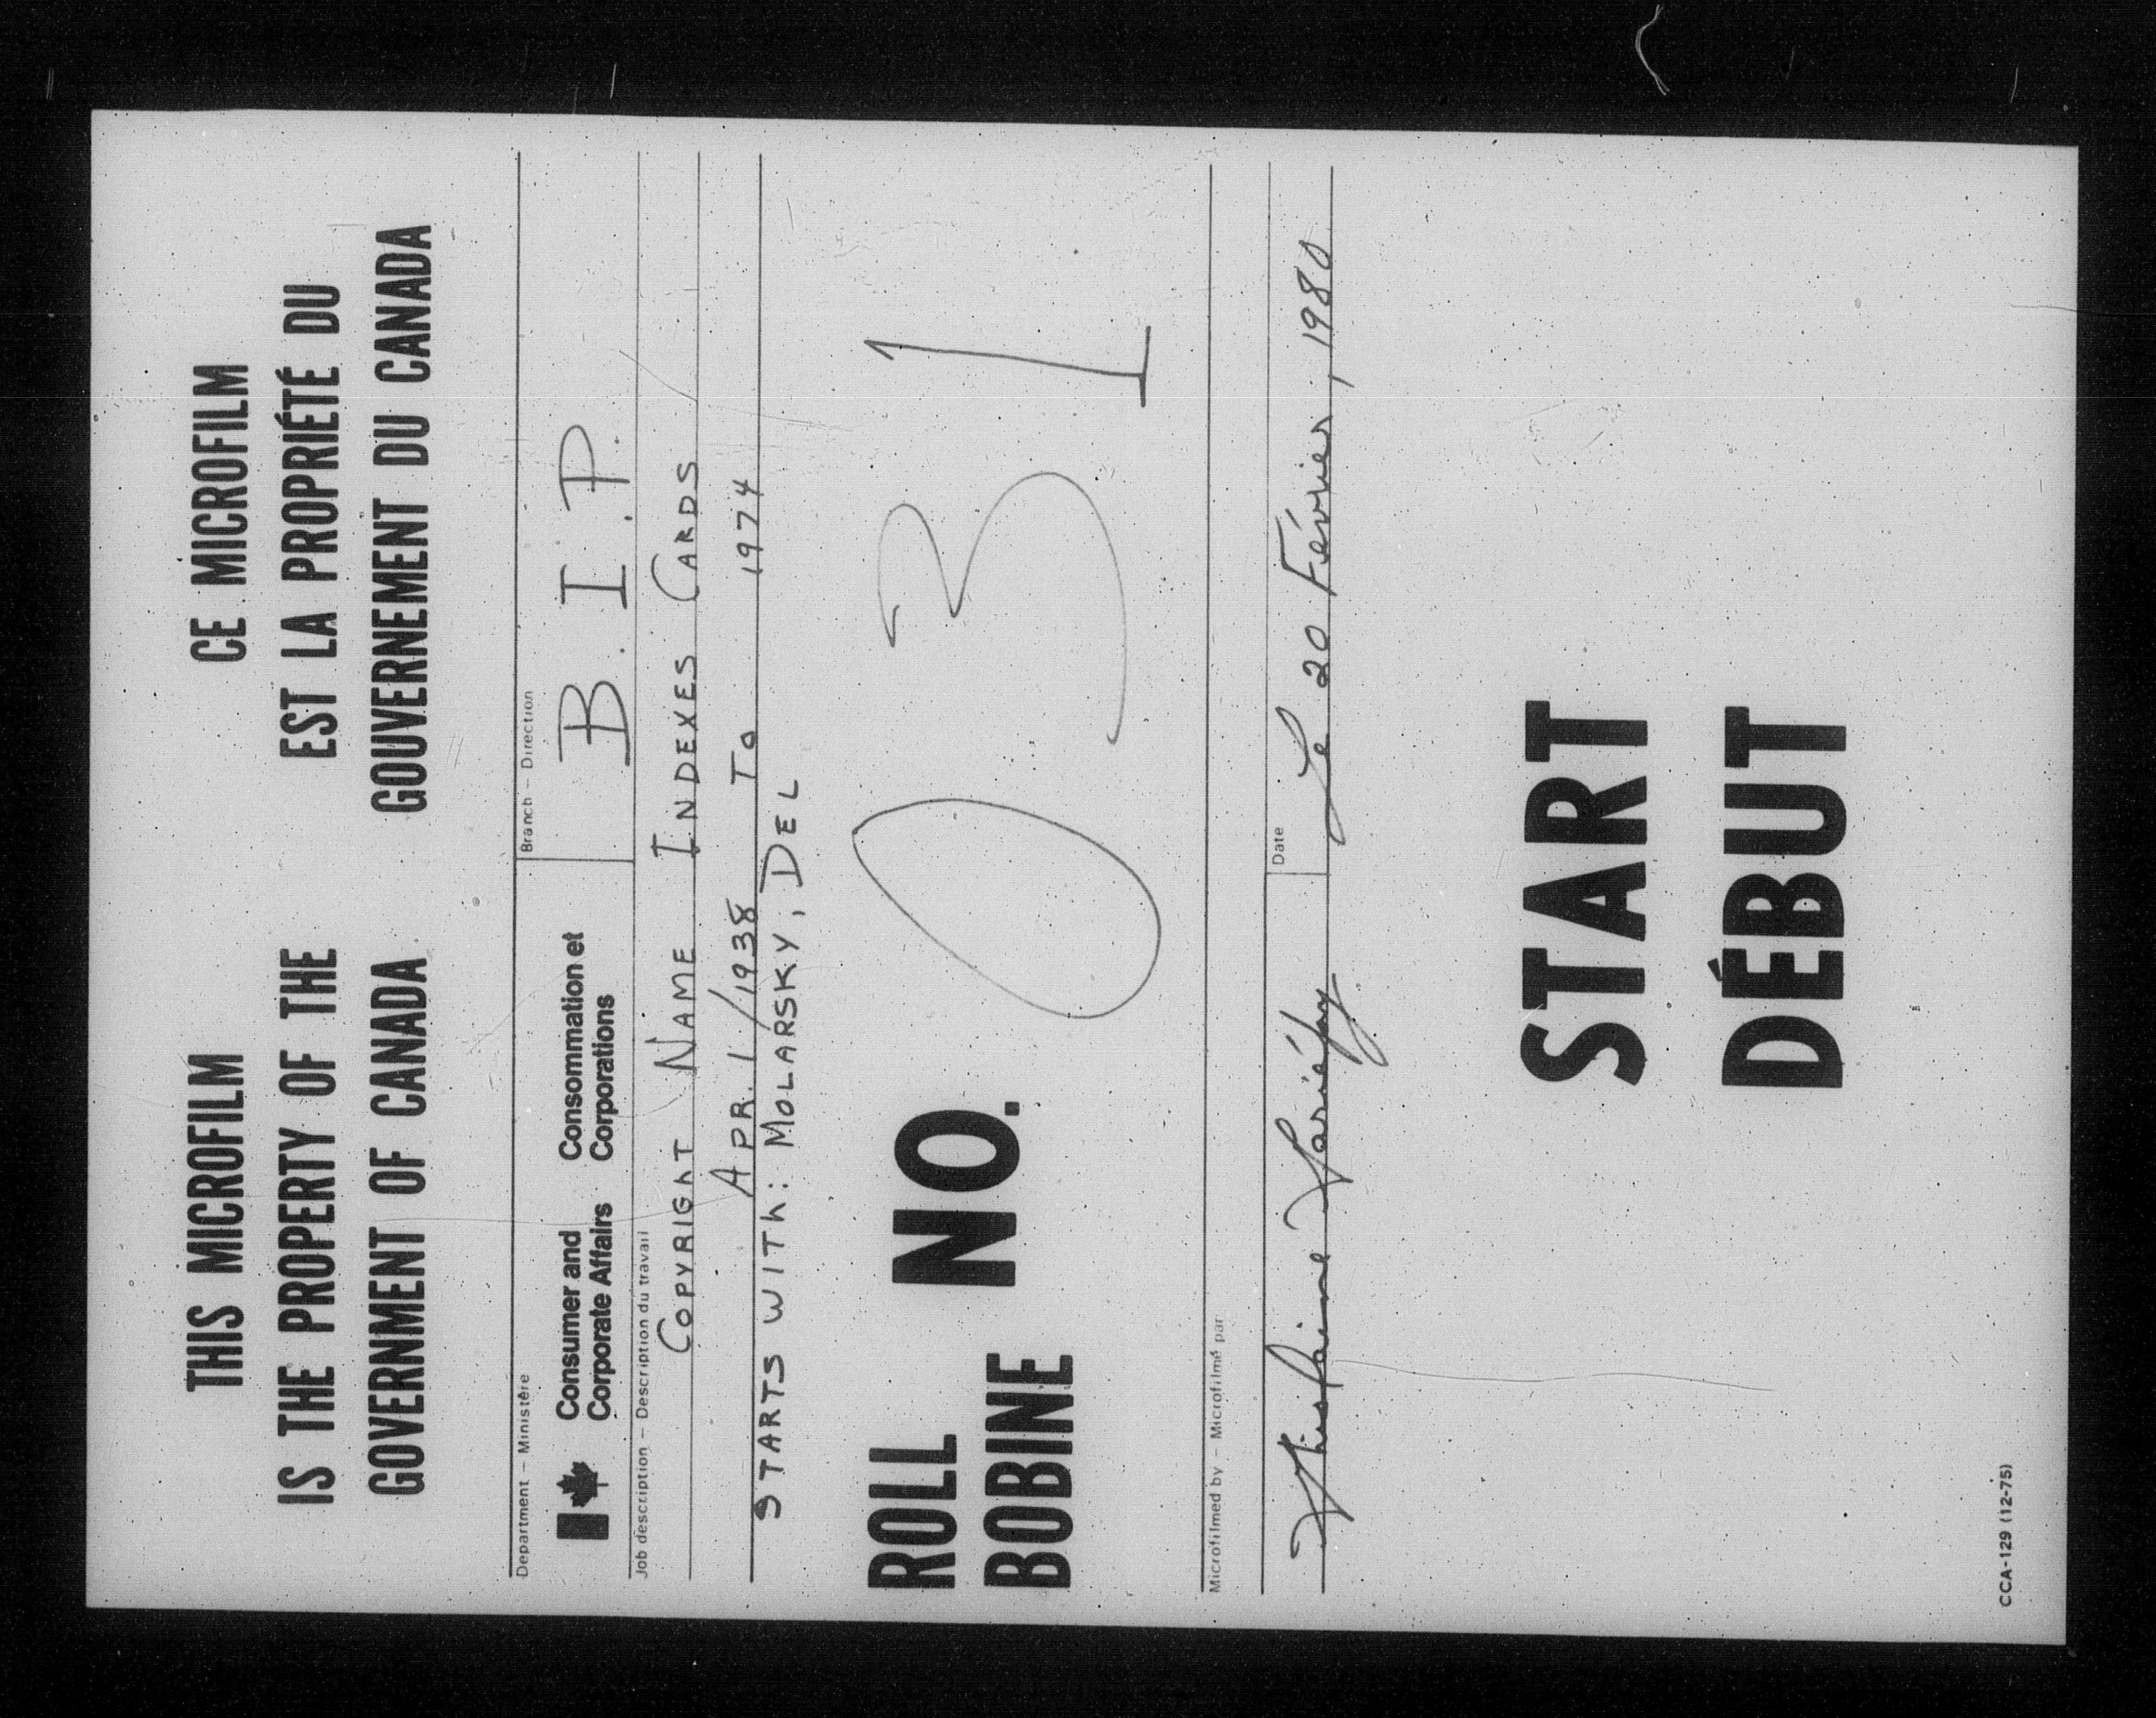 THIS MICROFILM
IS THE PROPERTY OF THE
GOVERNMENT OF CANADA
CE MICROFILM
EST LA PROPRIÉTÉ DU
GOUVERNEMENT DU CANADA
Department – Ministère
Consumer and
Corporate Affairs
Consommation et
Corporations
Branch – Direction
B. I. P.
Job description – Description du travail
COPYRIGHT NAME INDEXES CARDS
APR. 1/1938 To 1974
STARTS WITH: MOLARSKY, DEL
ROLL
BOBINE
NO. 031
Microfilmed by – Microfilmé par
Date
Le 20 Février, 1980
START
DÉBUT
CCA-129 (12-75)